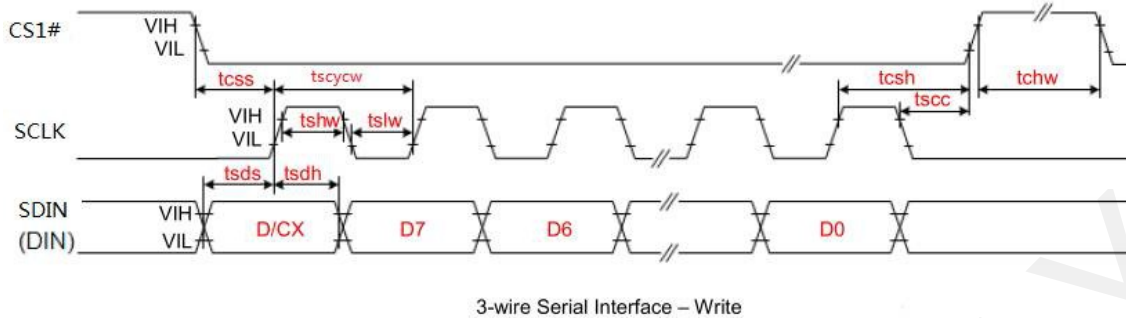 CS1#
VIH
VIL
tcss
tscycw
tcsh
tchw
tscc
SCLK
VIH
VIL
tshw
tslw
tsds
tsdh
SDIN
(DIN)
VIH
VIL
D/CX
D7
D6
D0
3-wire Serial Interface – Write